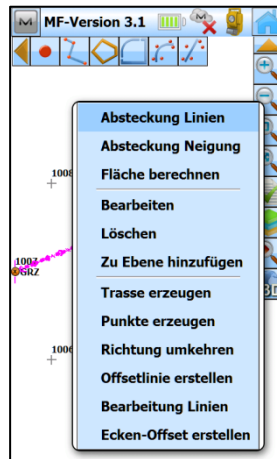 MF-Version 3.1
Absteckung Linien
Absteckung Neigung
Fläche berechnen
1008
Bearbeiten
Löschen
Zu Ebene hinzufügen
1007
GRZ
3D
Trasse erzeugen
Punkte erzeugen
Richtung umkehren
1006
Offsetlinie erstellen
Bearbeitung Linien
Ecken-Offset erstellen